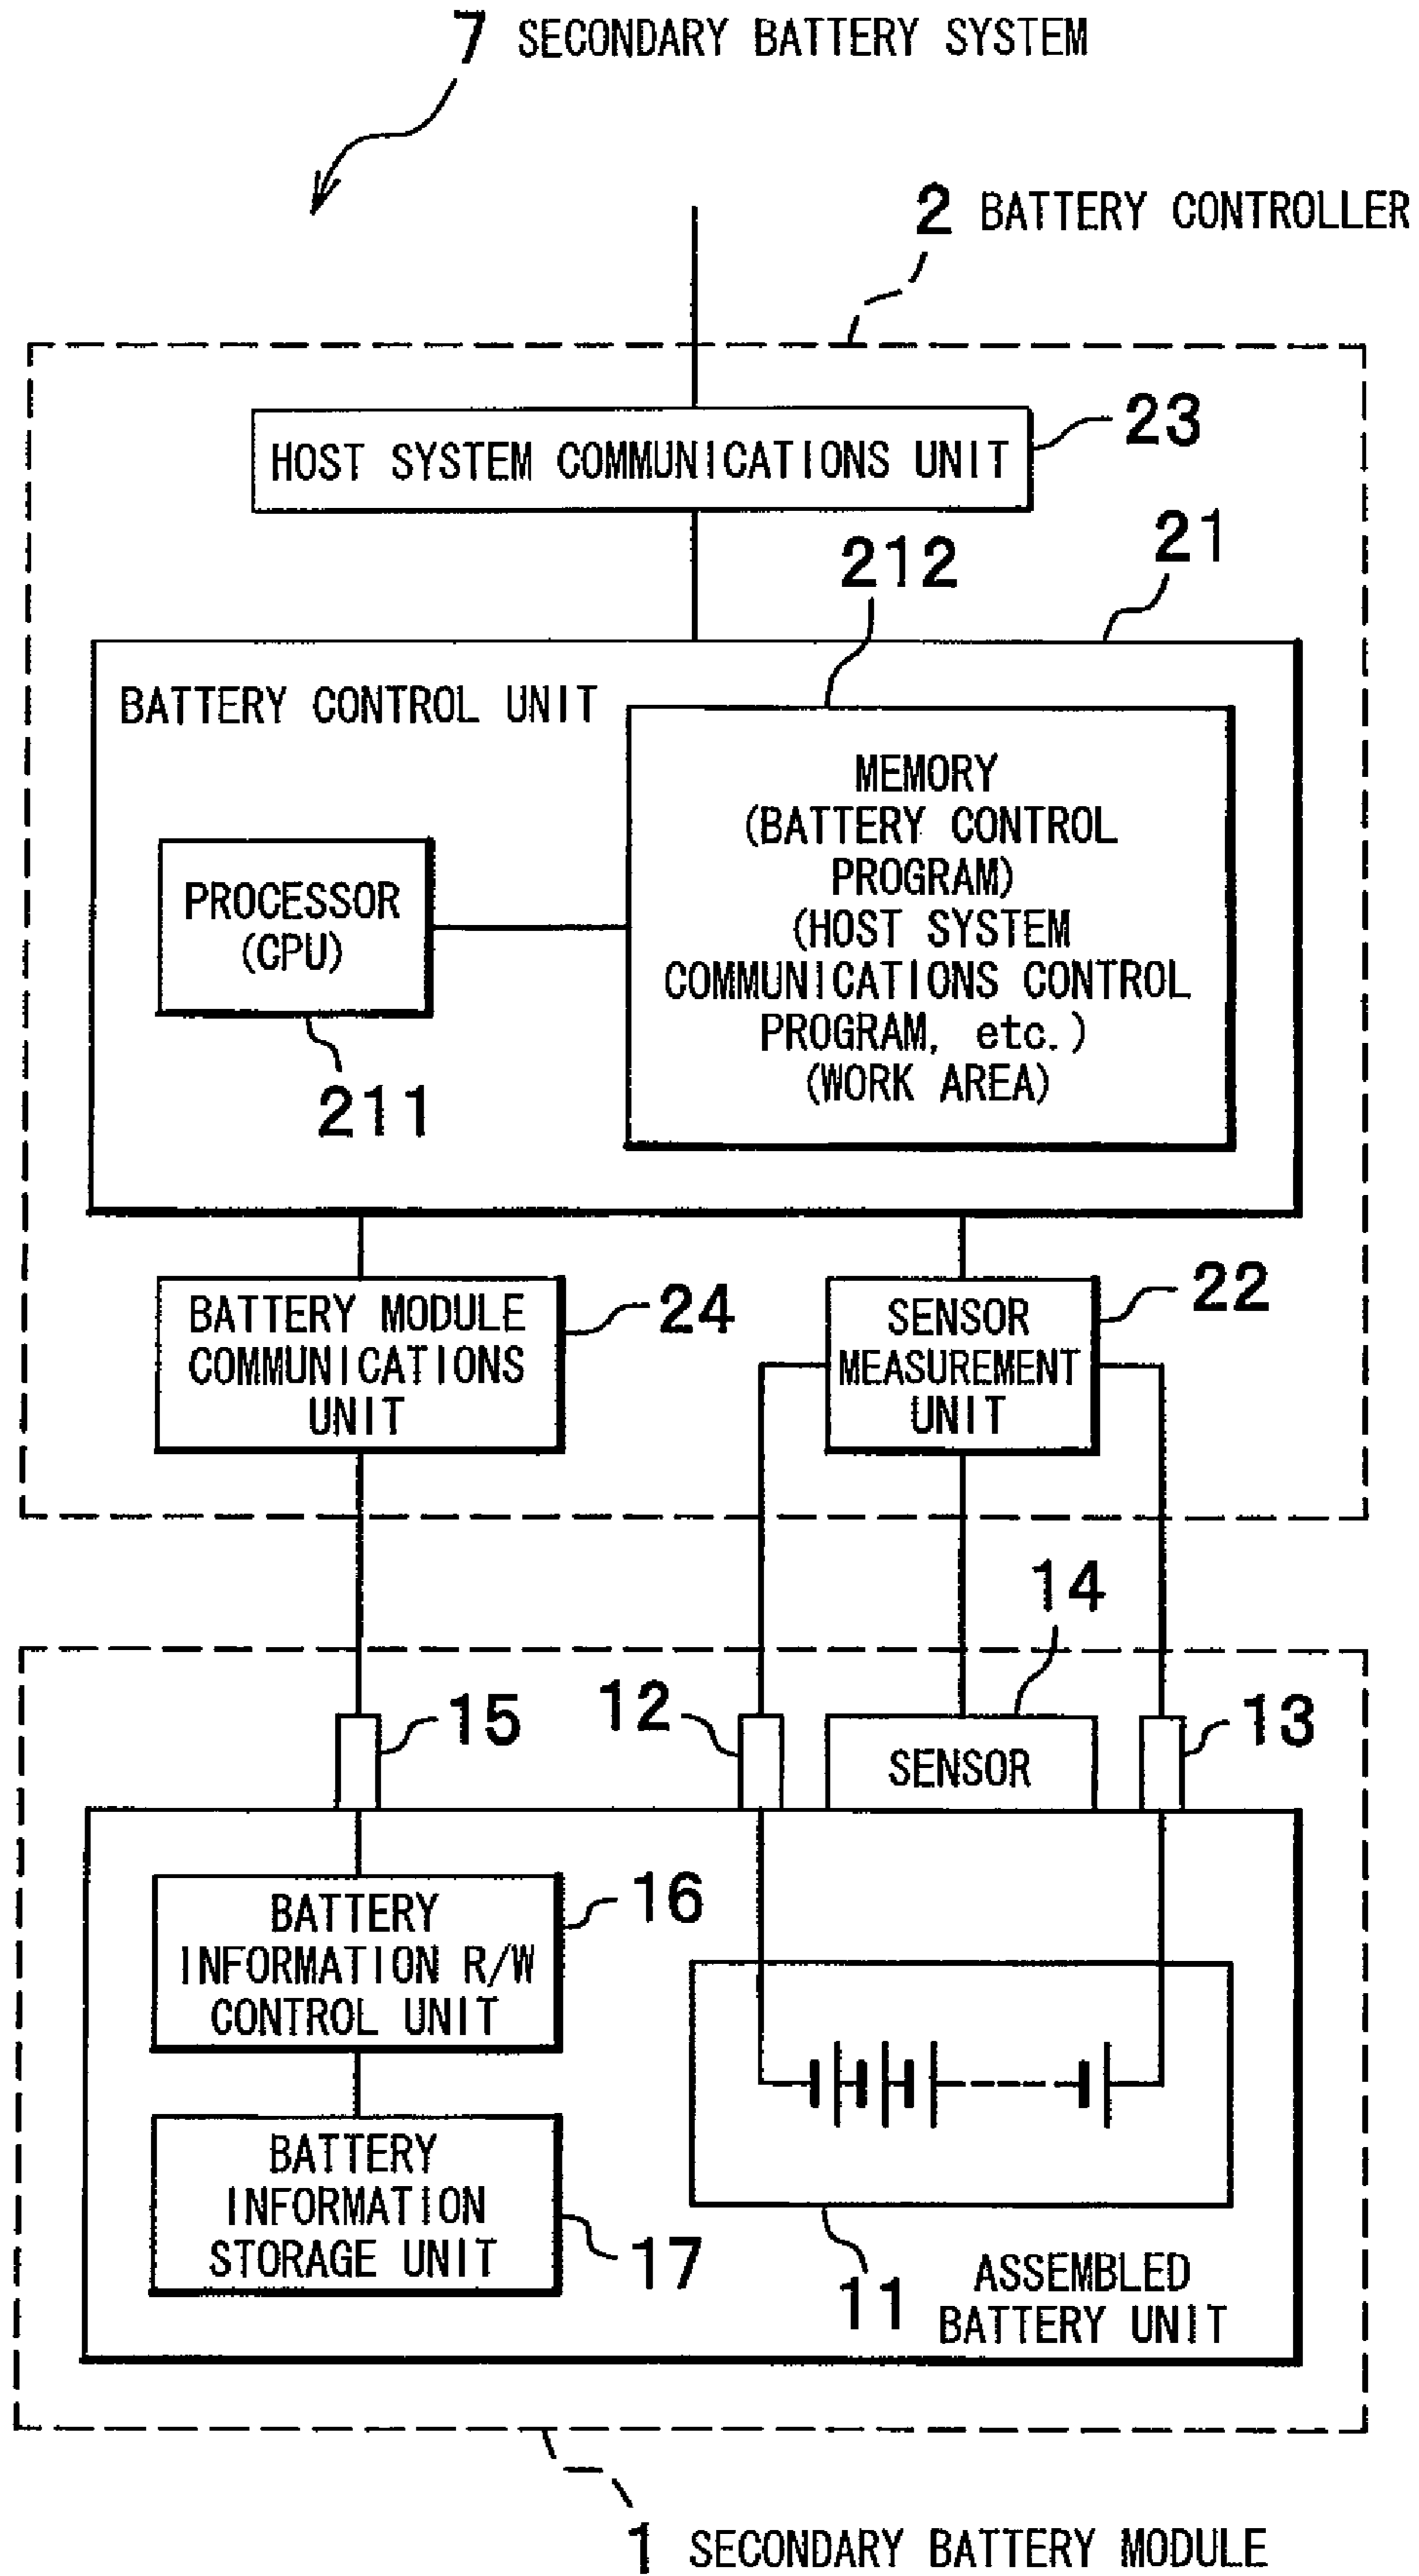 7 SECONDARY BATTERY SYSTEM
2 BATTERY CONTROLLER
23
HOST SYSTEM COMMUNICATIONS UNIT
21
212
BATTERY CONTROL UNIT
MEMORY
(BATTERY CONTROL
PROGRAM)
(HOST SYSTEM
COMMUNICATIONS CONTROL
PROGRAM, etc.)
(WORK AREA)
PROCESSOR
(CPU)
211
BATTERY MODULE
COMMUNICATIONS
UNIT
24
SENSOR
MEASUREMENT
UNIT
22
14
15
12
SENSOR
13
BATTERY
INFORMATION R/W
CONTROL UNIT
16
BATTERY
INFORMATION
STORAGE UNIT
17
11
ASSEMBLED
BATTERY UNIT
1 SECONDARY BATTERY MODULE